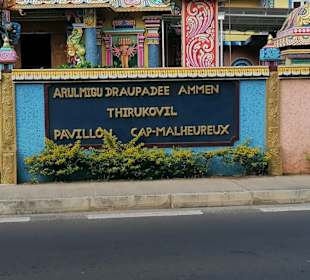 ARULMIGU DRAUPADEE AMMEN
THIRUKOVIL
PAVILLON CAP-MALHEUREUX